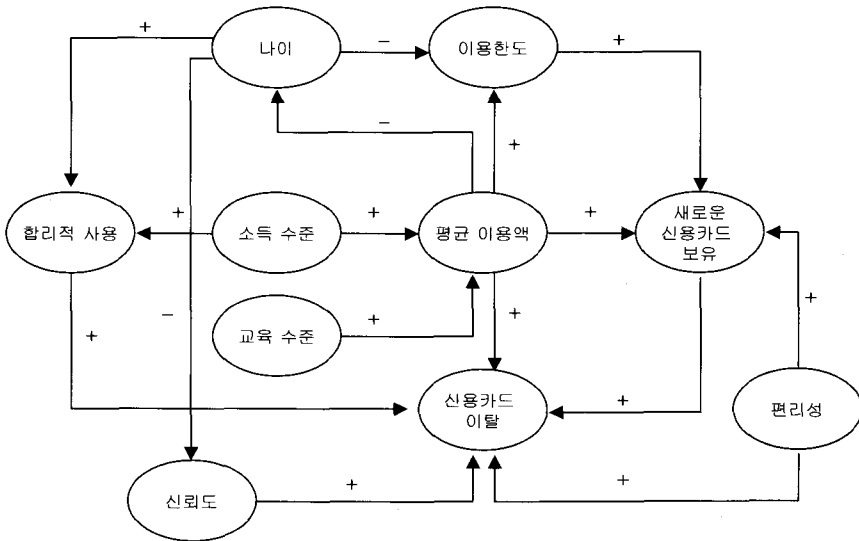 +
나이
−
이용한도
+
−
+
합리적 사용
+
소득 수준
+
평균 이용액
+
새로운
신용카드
보유
+
−
교육 수준
+
+
+
신용카드
이탈
+
편리성
신뢰도
+
+